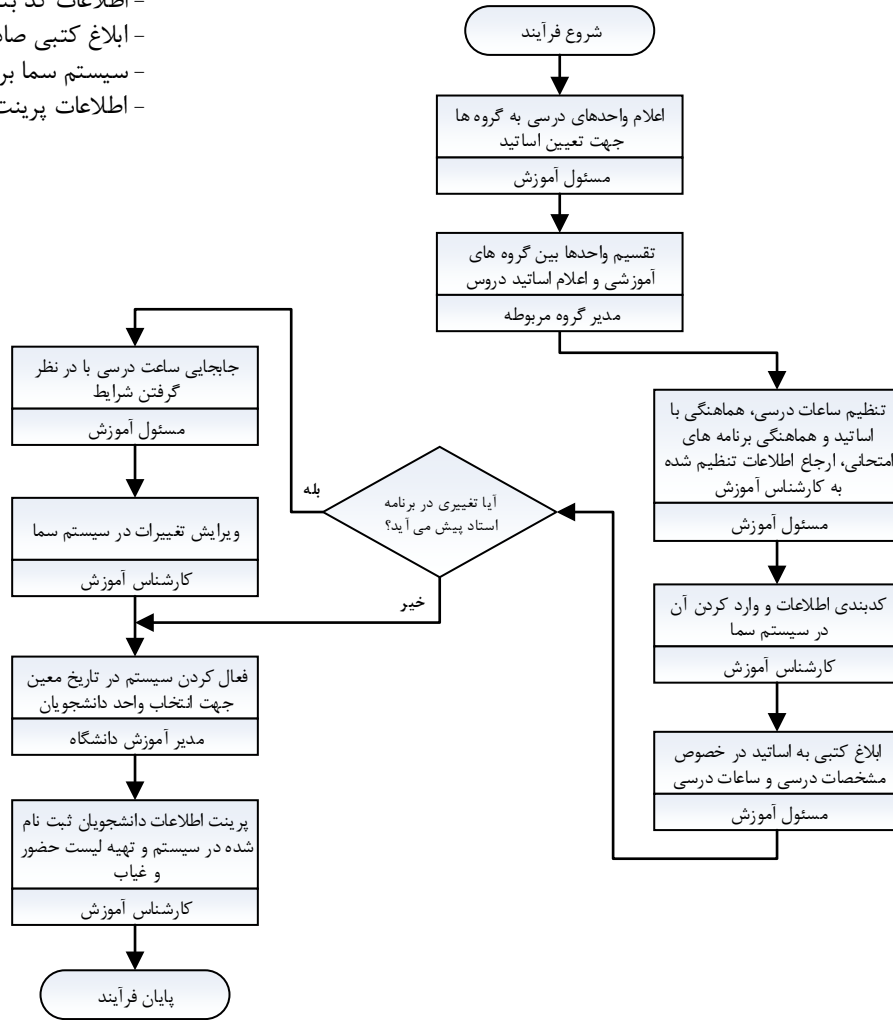 - ابلاغ کتبی
- سیستم سما
- اطلاعات پرینت
شروع فرآیند
اعلام واحدهای درسی به گروه ها
جهت تعیین اساتید
مسئول آموزش
تقسیم واحدها بین گروه های
آموزشی و اعلام اساتید دروس
مدیر گروه مربوطه
تنظیم ساعات درسی، هماهنگی با
اساتید و هماهنگی برنامه های
امتحانی، ارجاع اطلاعات تنظیم شده
به کارشناس آموزش
مسئول آموزش
کدبندی اطلاعات و وارد کردن آن
در سیستم سما
کارشناس آموزش
ابلاغ کتبی به اساتید در خصوص
مشخصات درسی و ساعات درسی
مسئول آموزش
آیا تغییری در برنامه
استاد پیش می آید؟
بله
خیر
جابجایی ساعت درسی با در نظر
گرفتن شرایط
مسئول آموزش
ویرایش تغییرات در سیستم سما
کارشناس آموزش
فعال کردن سیستم در تاریخ معین
جهت انتخاب واحد دانشجویان
مدیر آموزش دانشگاه
پرینت اطلاعات دانشجویان ثبت نام
شده در سیستم و تهیه لیست حضور
و غیاب
کارشناس آموزش
پایان فرآیند